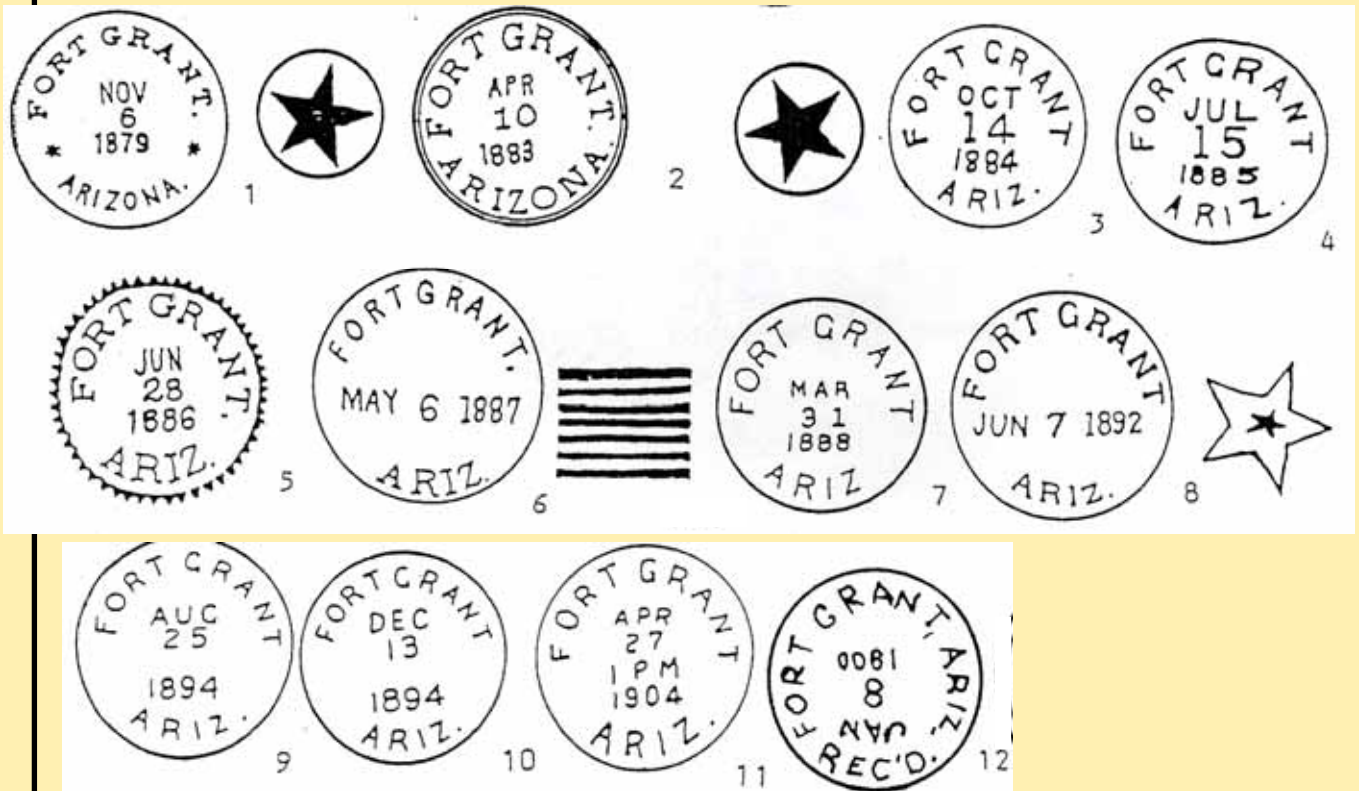 FORT GRANT.
NOV
6
1879
* *
ARIZONA.
1
FORT GRANT.
APR
10
1883
ARIZONA.
2
FORT GRANT
OCT
14
1884
ARIZ.
3
FORT GRANT
JUL
15
1885
ARIZ.
4
FORT GRANT.
JUN
28
1886
ARIZ.
5
FORT GRANT.
MAY 6 1887
ARIZ.
6
FORT GRANT
MAR
31
1888
ARIZ
7
FORT GRANT
JUN 7 1892
ARIZ.
8
FORT GRANT
AUG
25
1894
ARIZ.
9
FORT GRANT
DEC
13
1894
ARIZ.
10
FORT GRANT
APR
27
1 PM
1904
ARIZ.
11
FORT GRANT, ARIZ.
1900
8
JAN
REC'D.
12